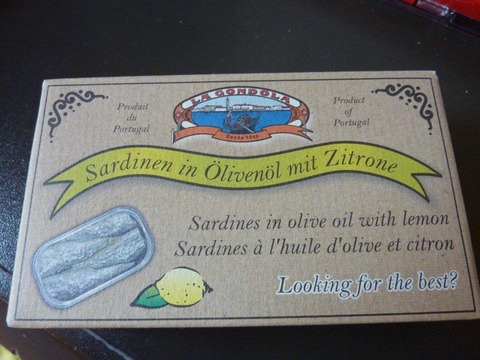 LA GONDOLA
Desde 1940
Produit
du
Portugal
Product
of
Portugal
Sardinen in Ölivenöl mit Zitrone
Sardines in olive oil with lemon
Sardines à l'huile d'olive et citron
Looking for the best?